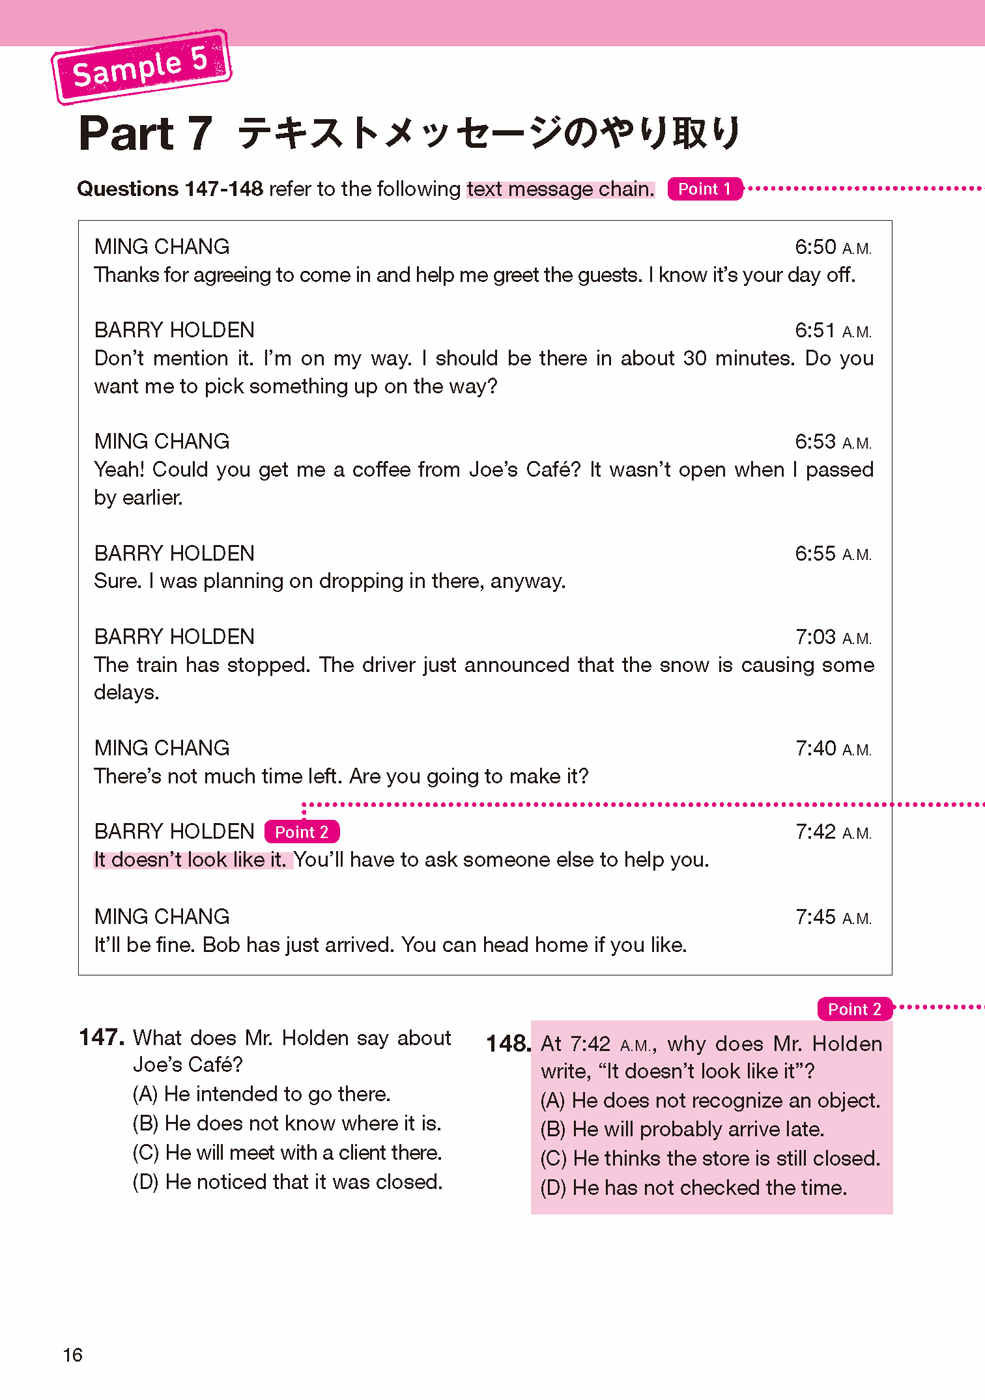 Sample 5
Part 7 テキストメッセージのやり取り
Questions 147-148 refer to the following text message chain. Point 1
MING CHANG 6:50 A.M.
Thanks for agreeing to come in and help me greet the guests. I know it's your day off.
BARRY HOLDEN 6:51 A.M.
Don't mention it. I'm on my way. I should be there in about 30 minutes. Do you
want me to pick something up on the way?
MING CHANG 6:53 A.M.
Yeah! Could you get me a coffee from Joe's Café? It wasn't open when I passed
by earlier.
BARRY HOLDEN 6:55 A.M.
Sure. I was planning on dropping in there, anyway.
BARRY HOLDEN 7:03 A.M.
The train has stopped. The driver just announced that the snow is causing some
delays.
MING CHANG 7:40 A.M.
There's not much time left. Are you going to make it?
BARRY HOLDEN Point 2 7:42 A.M.
It doesn't look like it. You'll have to ask someone else to help you.
MING CHANG 7:45 A.M.
It'll be fine. Bob has just arrived. You can head home if you like.
147. What does Mr. Holden say about
Joe's Café?
(A) He intended to go there.
(B) He does not know where it is.
(C) He will meet with a client there.
(D) He noticed that it was closed.
Point 2
148. At 7:42 A.M., why does Mr. Holden
write, "It doesn't look like it"?
(A) He does not recognize an object.
(B) He will probably arrive late.
(C) He thinks the store is still closed.
(D) He has not checked the time.
16